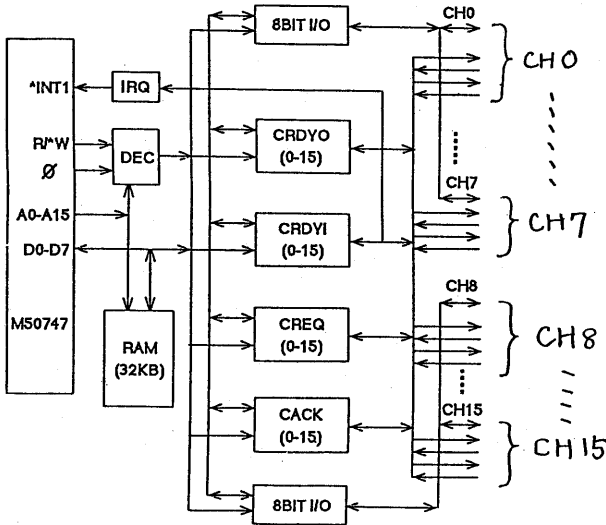 8BIT I/O
CH0
CH0
*INT1
IRQ
R/*W
Ø
DEC
CRDYO
(0-15)
CH7
CH7
A0-A15
D0-D7
CRDYI
(0-15)
M50747
RAM
(32KB)
CREQ
(0-15)
CH8
CH8
CACK
(0-15)
CH15
CH15
8BIT I/O